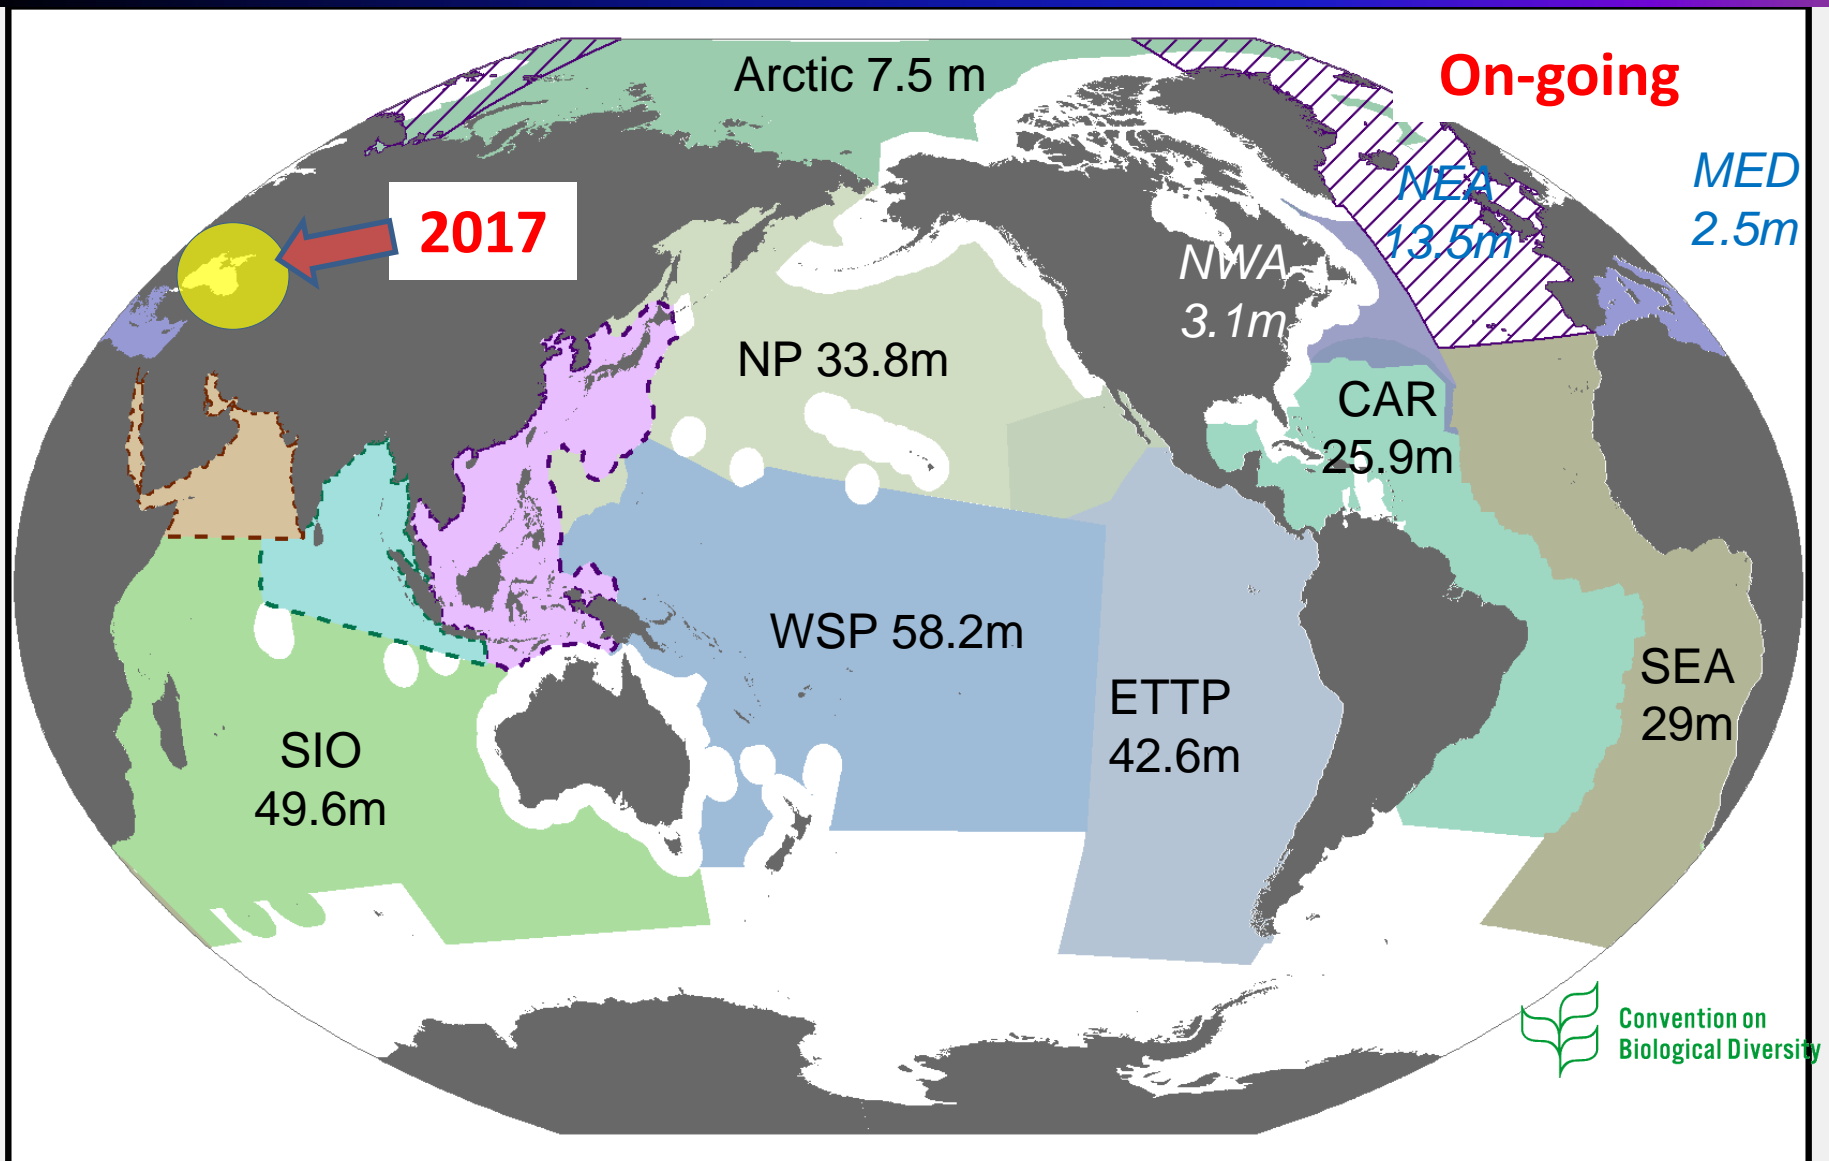 Arctic 7.5 m
On-going
NEA
13.5m
MED
2.5m
2017
NWA
3.1m
NP 33.8m
CAR
25.9m
WSP 58.2m
ETTP
42.6m
SEA
29m
SIO
49.6m
Convention on
Biological Diversity